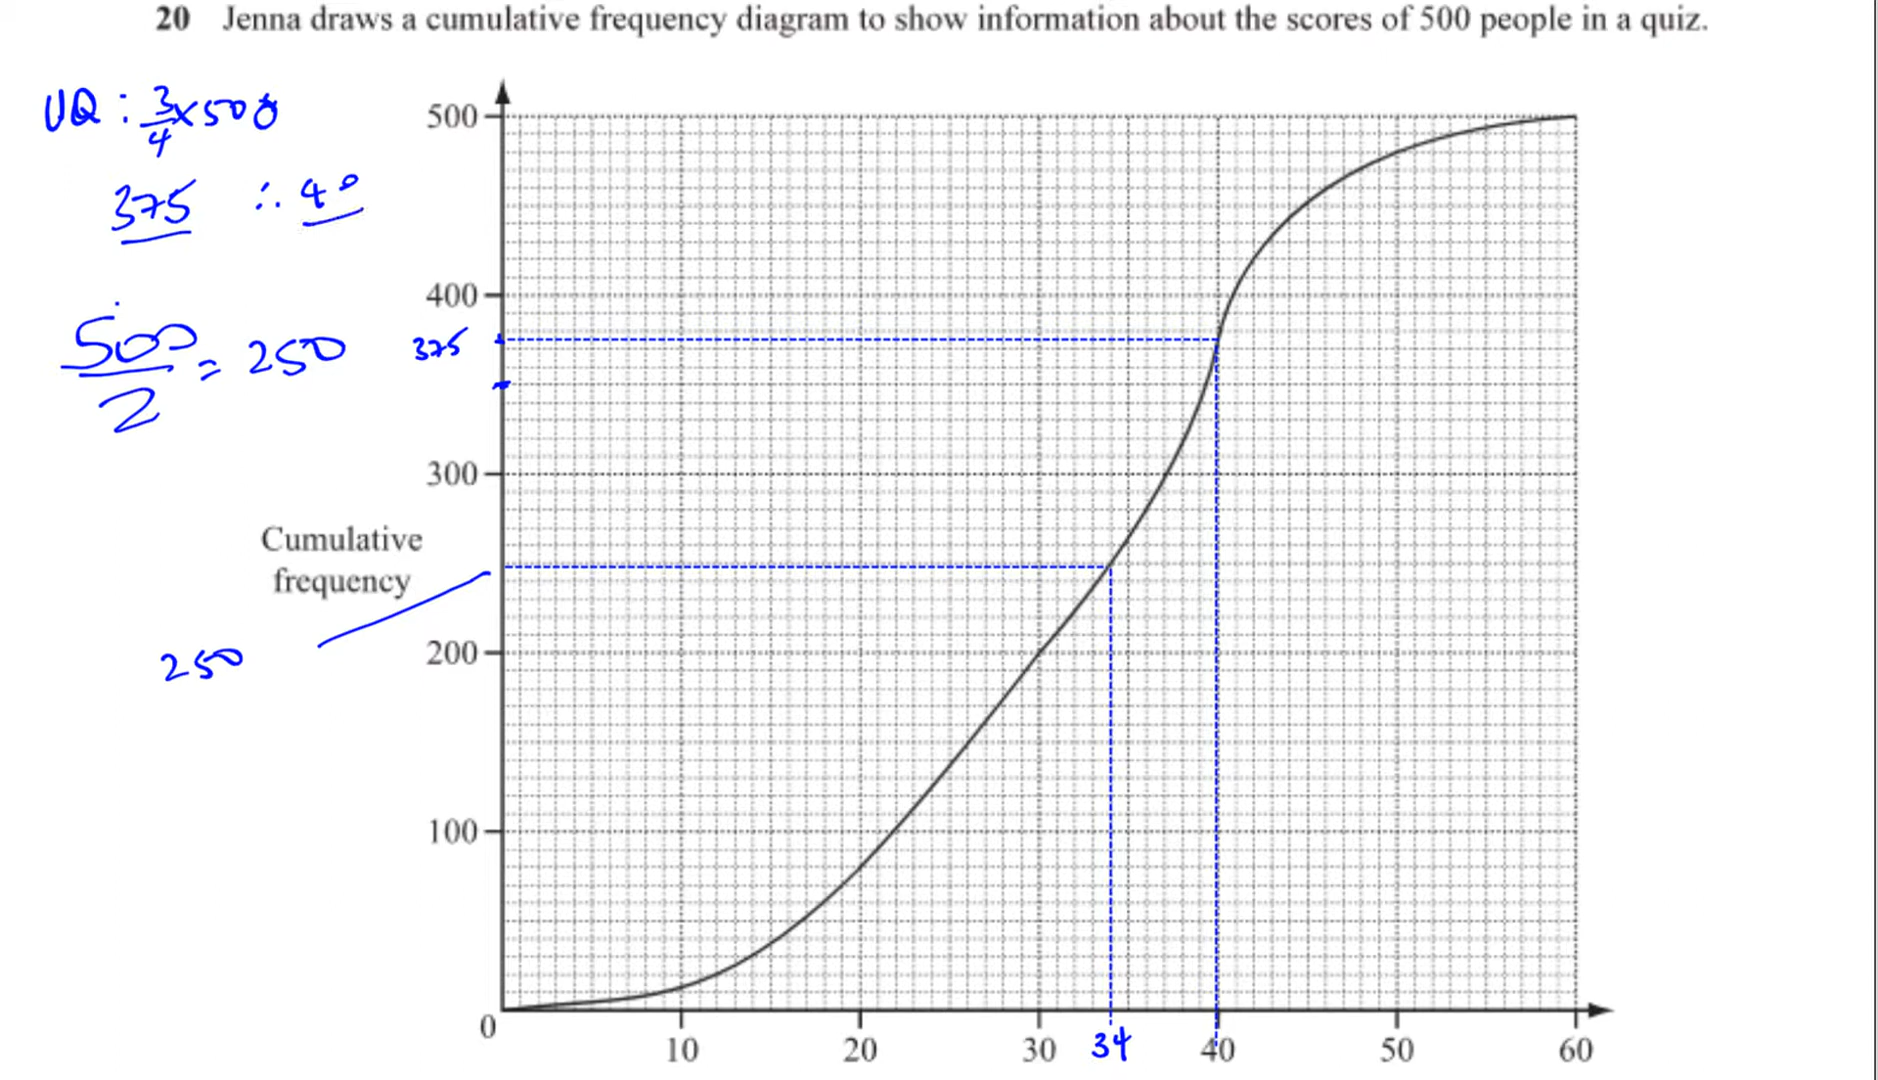 20 Jenna draws a cumulative frequency diagram to show information about the scores of 500 people in a quiz.
UQ : 3/4 x 500
375 ∴ 40
500/2 = 250
500
400
375
300
Cumulative
frequency
250
200
100
0
10
20
30
34
40
50
60